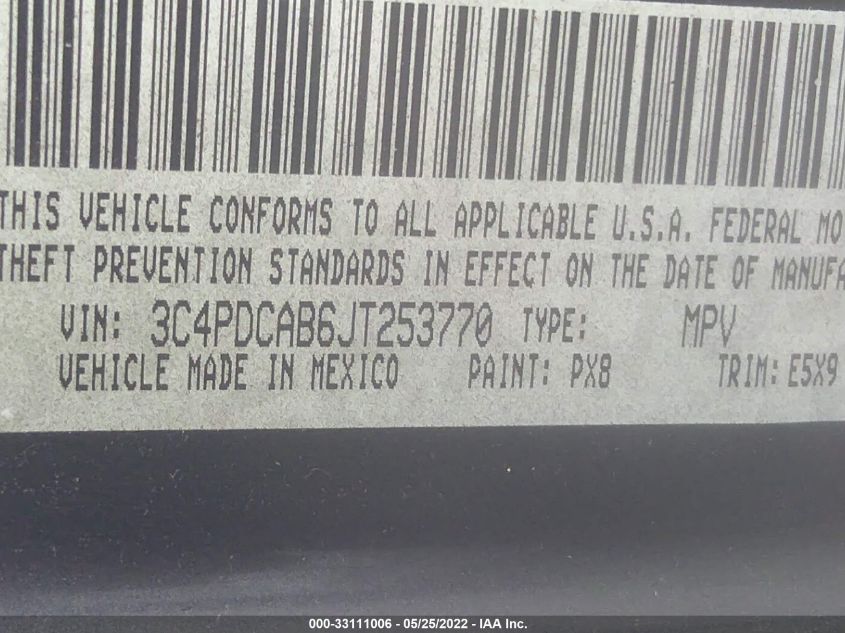 THIS VEHICLE CONFORMS TO ALL APPLICABLE U.S.A. FEDERAL MO
THEFT PREVENTION STANDARDS IN EFFECT ON THE DATE OF MANUFA
VIN: 3C4PDCAB6JT253770 TYPE: MPV
VEHICLE MADE IN MEXICO PAINT: PX8 TRIM: E5X9
000-33111006 - 05/25/2022 - IAA Inc.